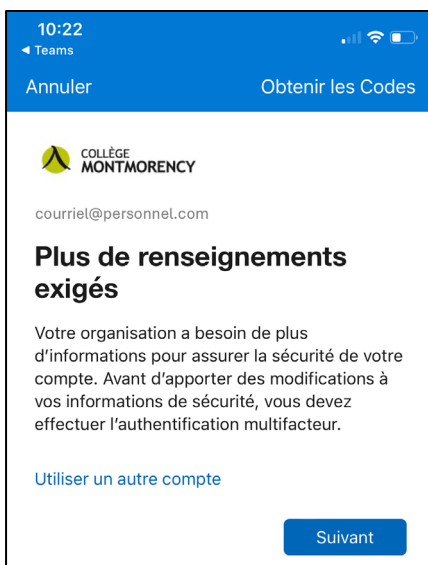 10:22
◀ Teams
Annuler
Obtenir les Codes
COLLÈGE
MONTMORENCY
courriel@personnel.com
Plus de renseignements
exigés
Votre organisation a besoin de plus
d'informations pour assurer la sécurité de votre
compte. Avant d'apporter des modifications à
vos informations de sécurité, vous devez
effectuer l'authentification multifacteur.
Utiliser un autre compte
Suivant